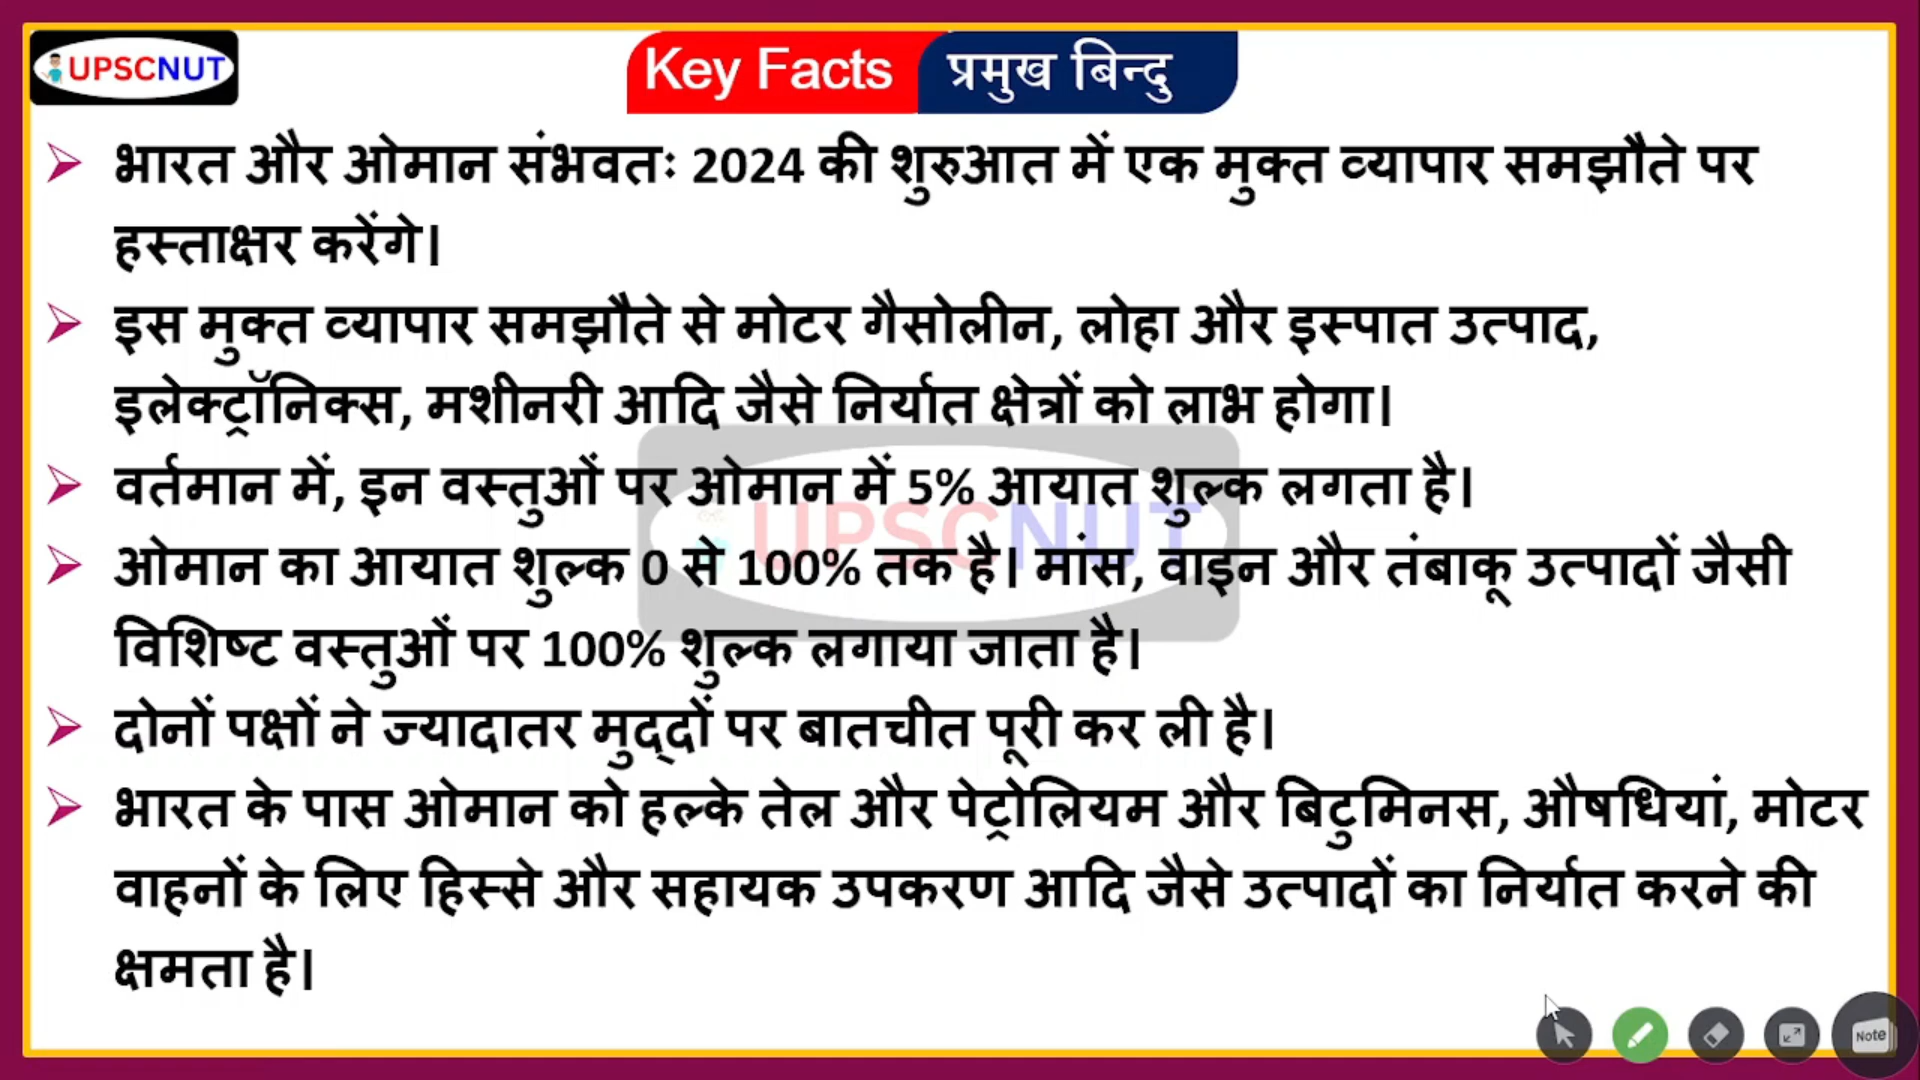 UPSCNUT
Key Facts प्रमुख बिन्दु
भारत और ओमान संभवतः 2024 की शुरुआत में एक मुक्त व्यापार समझौते पर
हस्ताक्षर करेंगे।
इस मुक्त व्यापार समझौते से मोटर गैसोलीन, लोहा और इस्पात उत्पाद,
इलेक्ट्रॉनिक्स, मशीनरी आदि जैसे निर्यात क्षेत्रों को लाभ होगा।
वर्तमान में, इन वस्तुओं पर ओमान में 5% आयात शुल्क लगता है।
UPSCNUT
ओमान का आयात शुल्क 0 से 100% तक है। मांस, वाइन और तंबाकू उत्पादों जैसी
विशिष्ट वस्तुओं पर 100% शुल्क लगाया जाता है।
दोनों पक्षों ने ज्यादातर मुद्दों पर बातचीत पूरी कर ली है।
भारत के पास ओमान को हल्के तेल और पेट्रोलियम और बिटुमिनस, औषधियां, मोटर
वाहनों के लिए हिस्से और सहायक उपकरण आदि जैसे उत्पादों का निर्यात करने की
क्षमता है।
Note